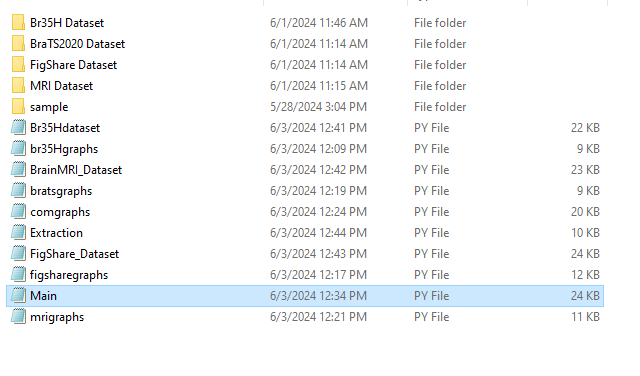 Br35H Dataset 6/1/2024 11:46 AM File folder
BraTS2020 Dataset 6/1/2024 11:14 AM File folder
FigShare Dataset 6/1/2024 11:14 AM File folder
MRI Dataset 6/1/2024 11:15 AM File folder
sample 5/28/2024 3:04 PM File folder
Br35Hdataset 6/3/2024 12:41 PM PY File 22 KB
br35Hgraphs 6/3/2024 12:09 PM PY File 9 KB
BrainMRI_Dataset 6/3/2024 12:42 PM PY File 23 KB
bratsgraphs 6/3/2024 12:19 PM PY File 9 KB
comgraphs 6/3/2024 12:24 PM PY File 20 KB
Extraction 6/3/2024 12:44 PM PY File 10 KB
FigShare_Dataset 6/3/2024 12:43 PM PY File 24 KB
figsharegraphs 6/3/2024 12:17 PM PY File 12 KB
Main 6/3/2024 12:34 PM PY File 24 KB
mrigraphs 6/3/2024 12:21 PM PY File 11 KB